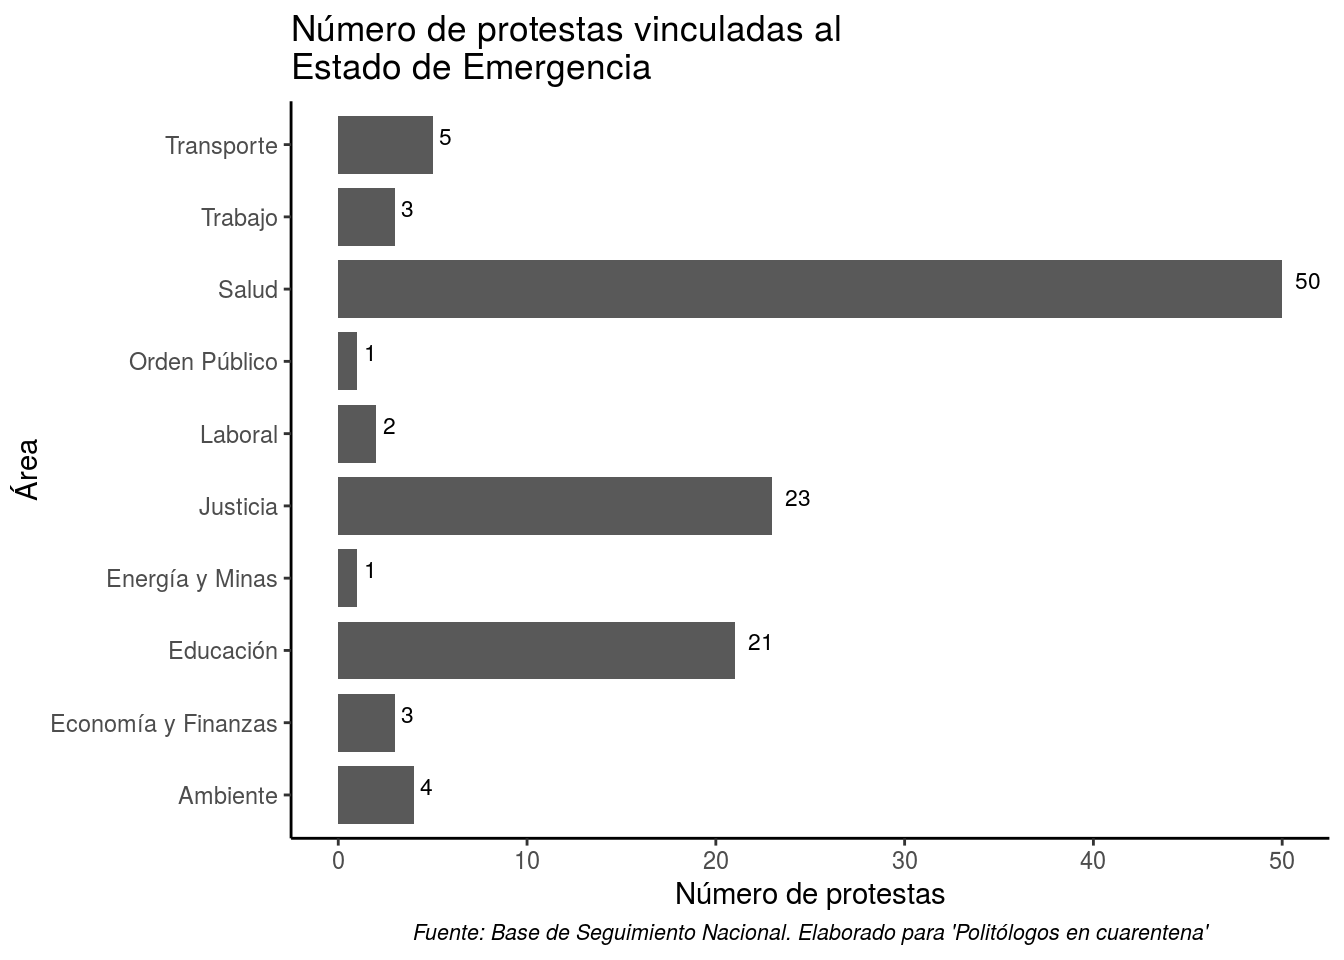 Número de protestas vinculadas al
Estado de Emergencia
Transporte
5
Trabajo
3
Salud
50
Orden Público
1
Laboral
2
Área
Justicia
23
Energía y Minas
1
Educación
21
Economía y Finanzas
3
Ambiente
4
0 10 20 30 40 50
Número de protestas
Fuente: Base de Seguimiento Nacional. Elaborado para 'Politólogos en cuarentena'